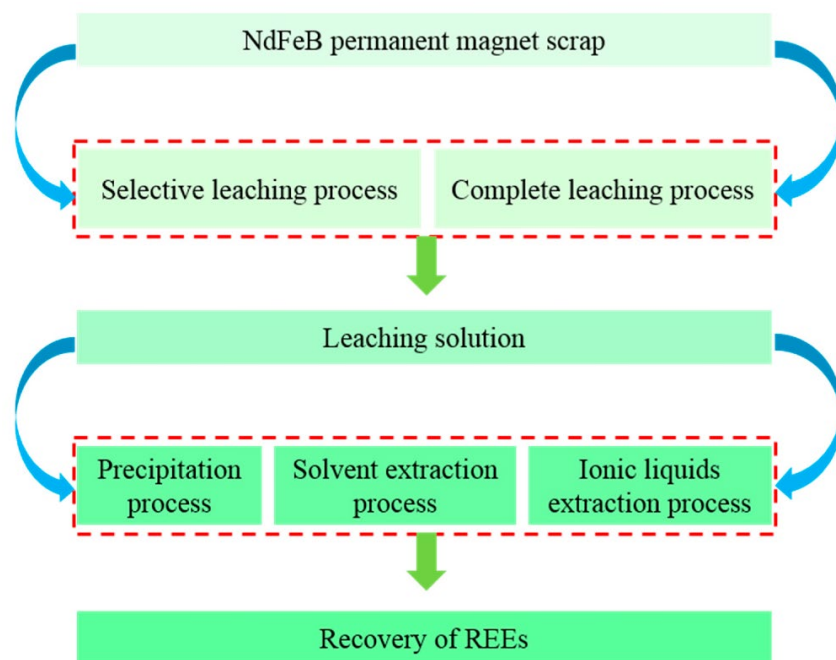 NdFeB permanent magnet scrap
Selective leaching process
Complete leaching process
Leaching solution
Precipitation
process
Solvent extraction
process
Ionic liquids
extraction process
Recovery of REEs